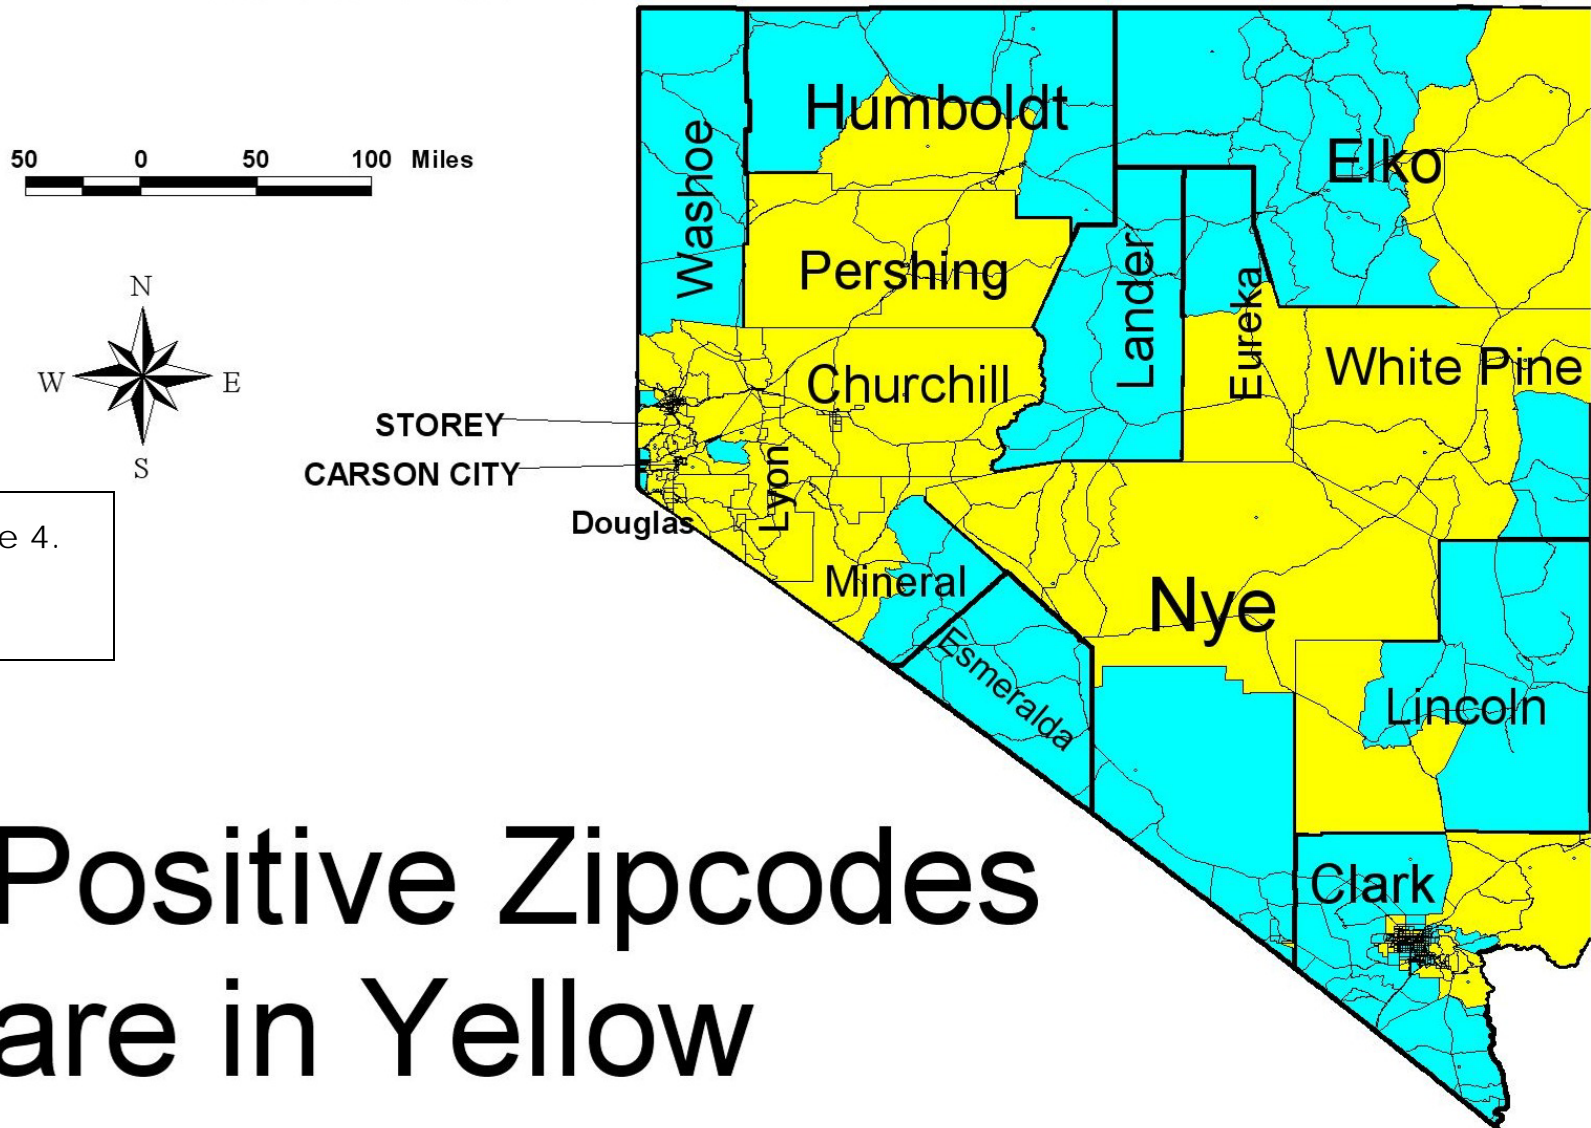 50 0 50 100 Miles
N
W E
S
STOREY
CARSON CITY
Douglas
e 4.
Washoe
Humboldt
Elko
Pershing
Lander
Eureka
White Pine
Churchill
Lyon
Mineral
Nye
Esmeralda
Lincoln
Clark
Positive Zipcodes
are in Yellow